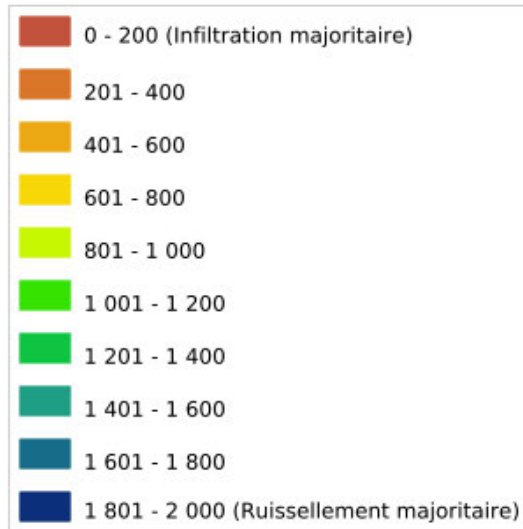 0 - 200 (Infiltration majoritaire)
201 - 400
401 - 600
601 - 800
801 - 1 000
1 001 - 1 200
1 201 - 1 400
1 401 - 1 600
1 601 - 1 800
1 801 - 2 000 (Ruissellement majoritaire)